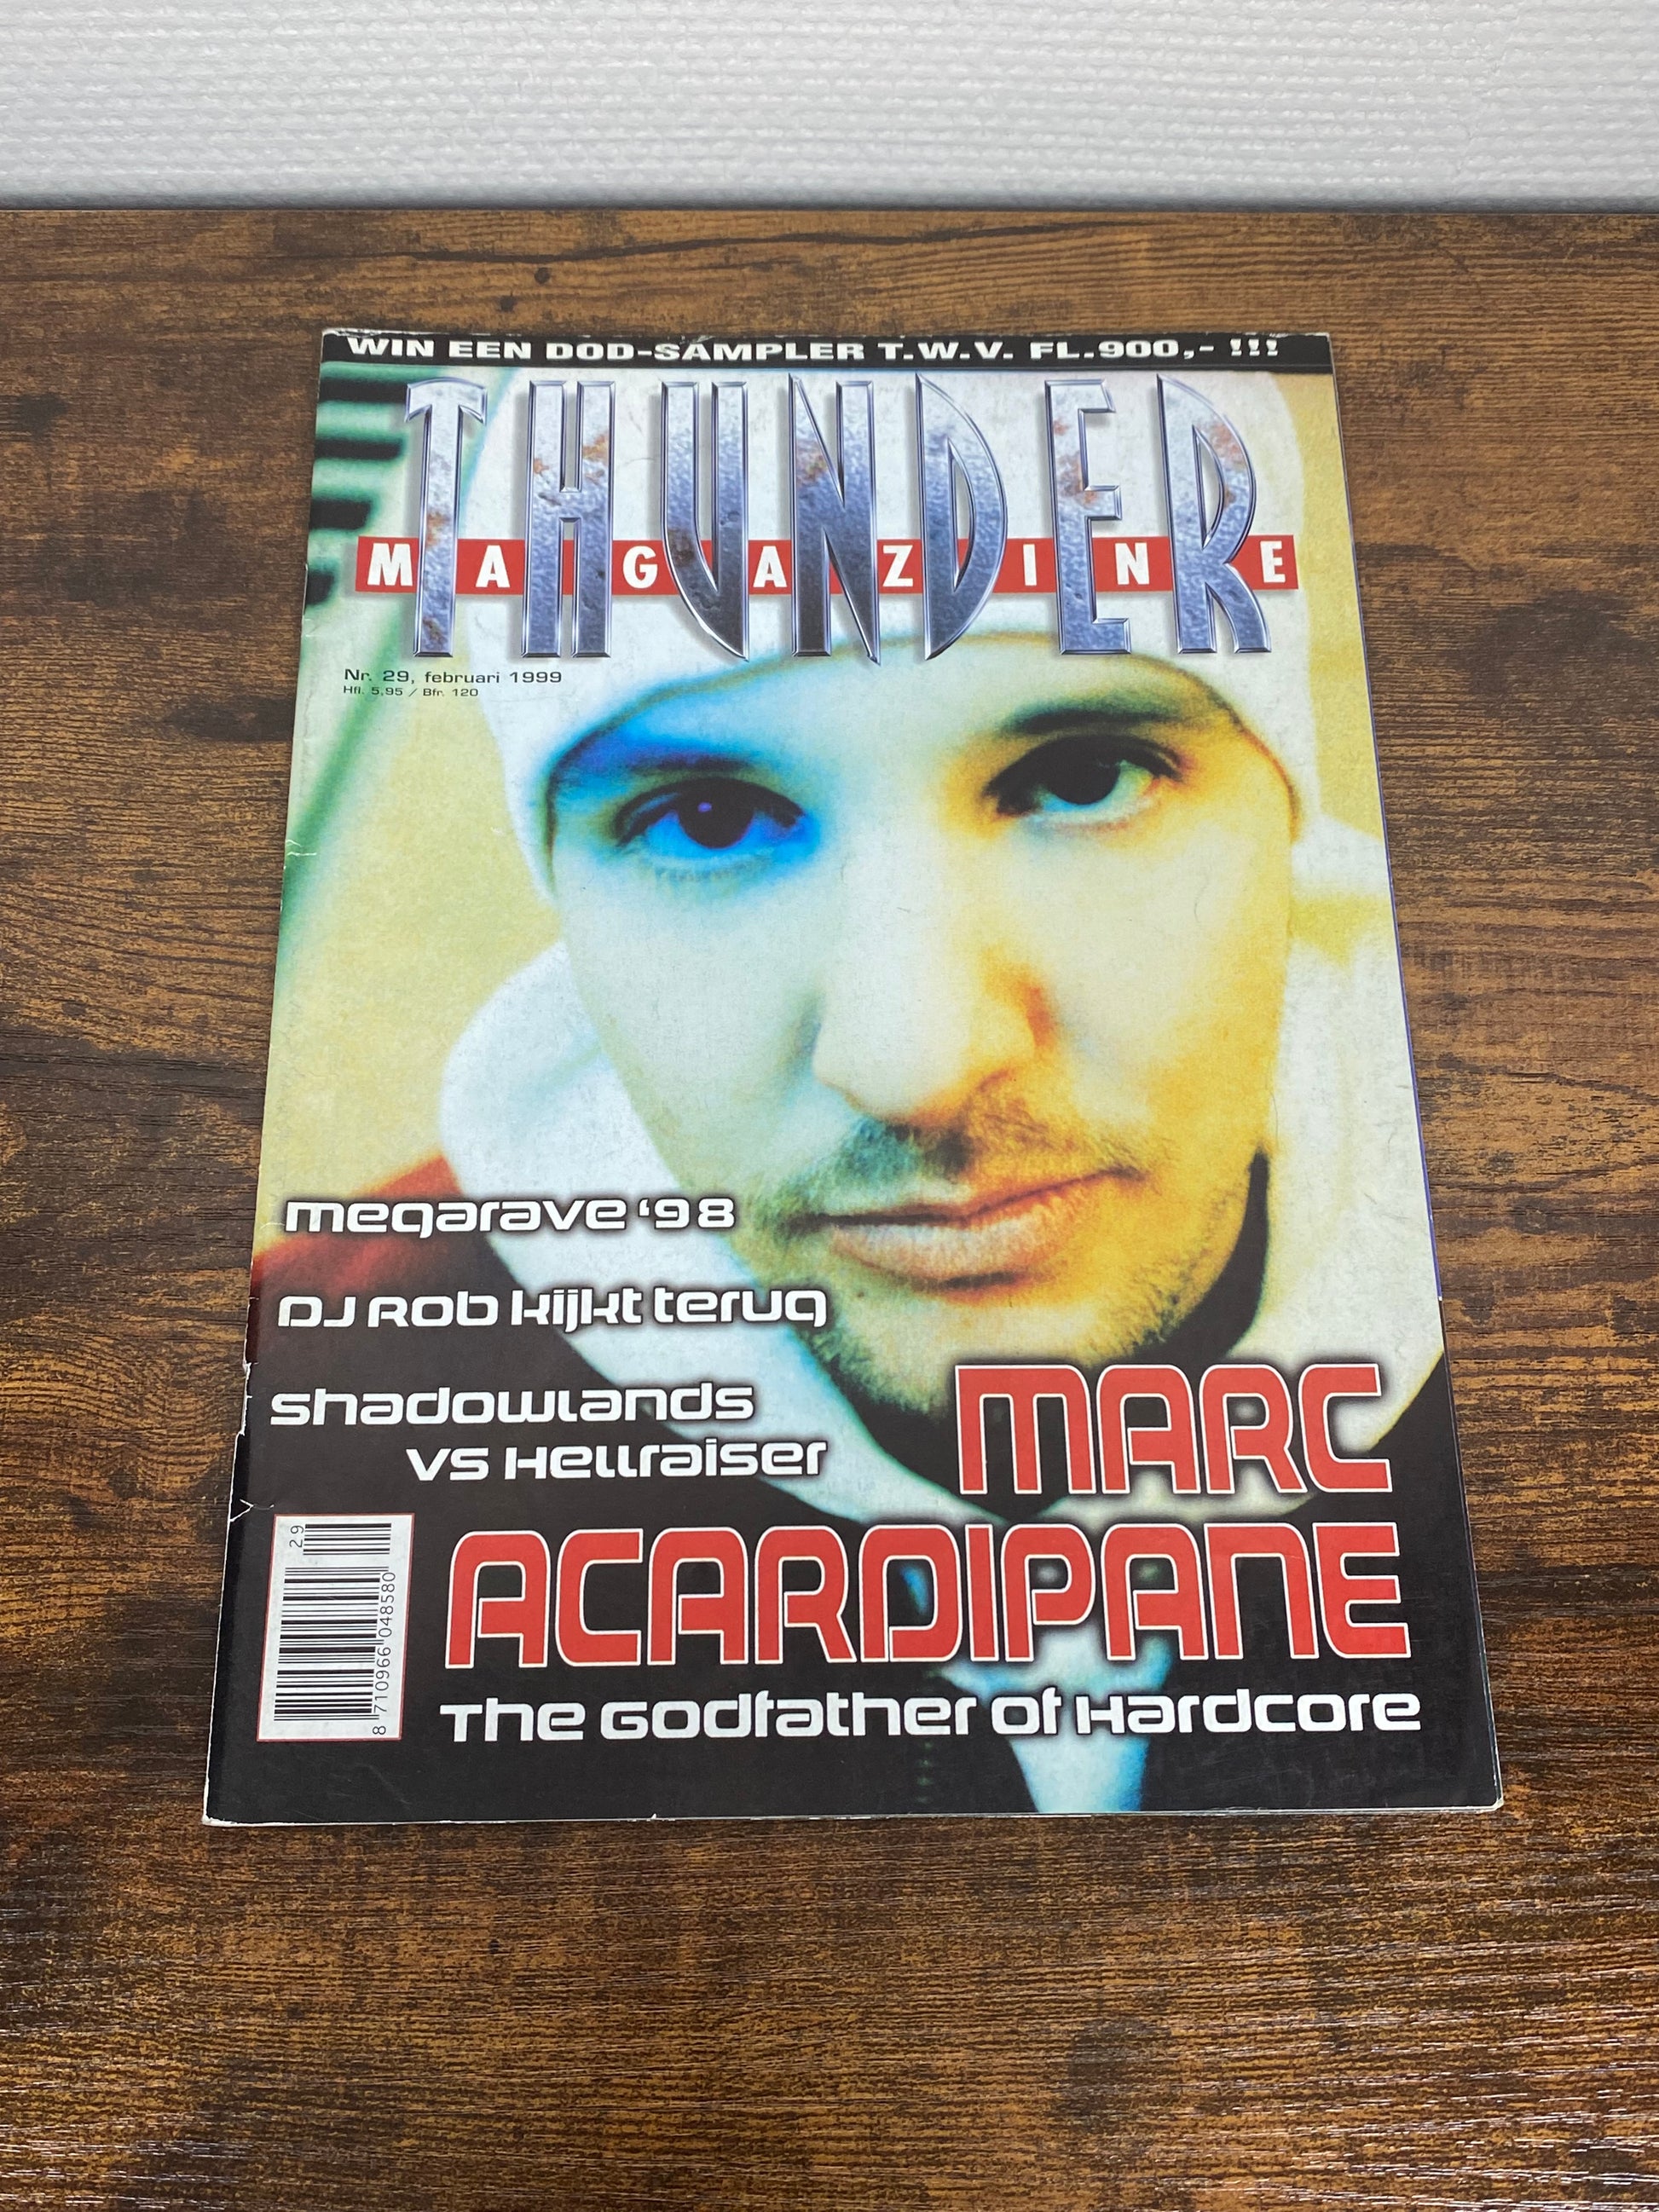 WIN EEN DOD-SAMPLER T.W.V. FL.900,- !!!
THUNDER
MAGAZINE
Nr. 29, februari 1999
Hfl. 5,95 / Bfr. 120
megarave '98
DJ Rob kijkt terug
shadowlands
vs Hellraiser
MARC
ACARDIPANE
The Godfather of Hardcore
29
8 710966 048580